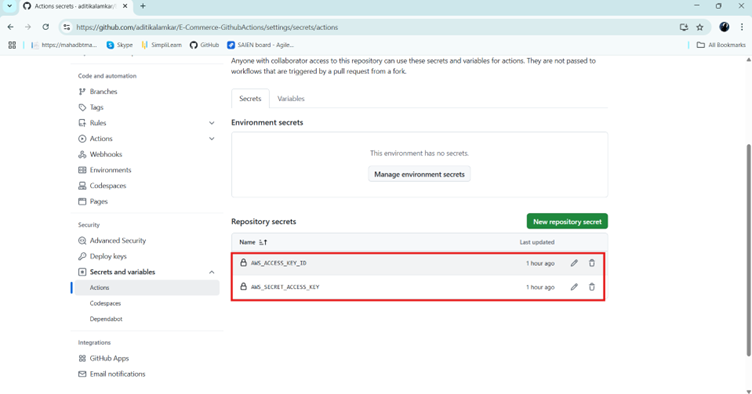 Actions secrets · aditikalamkar/
https://github.com/aditikalamkar/E-Commerce-GithubActions/settings/secrets/actions
https://mahadbtma... Skype SimpliLearn GitHub SAIEN board - Agile... All Bookmarks
Code and automation
Branches
Tags
Rules
Actions
Webhooks
Environments
Codespaces
Pages
Security
Advanced Security
Deploy keys
Secrets and variables
Actions
Codespaces
Dependabot
Integrations
GitHub Apps
Email notifications
Anyone with collaborator access to this repository can use these secrets and variables for actions. They are not passed to
workflows that are triggered by a pull request from a fork.
Secrets Variables
Environment secrets
This environment has no secrets.
Manage environment secrets
Repository secrets New repository secret
Name Last updated
AWS_ACCESS_KEY_ID 1 hour ago
AWS_SECRET_ACCESS_KEY 1 hour ago